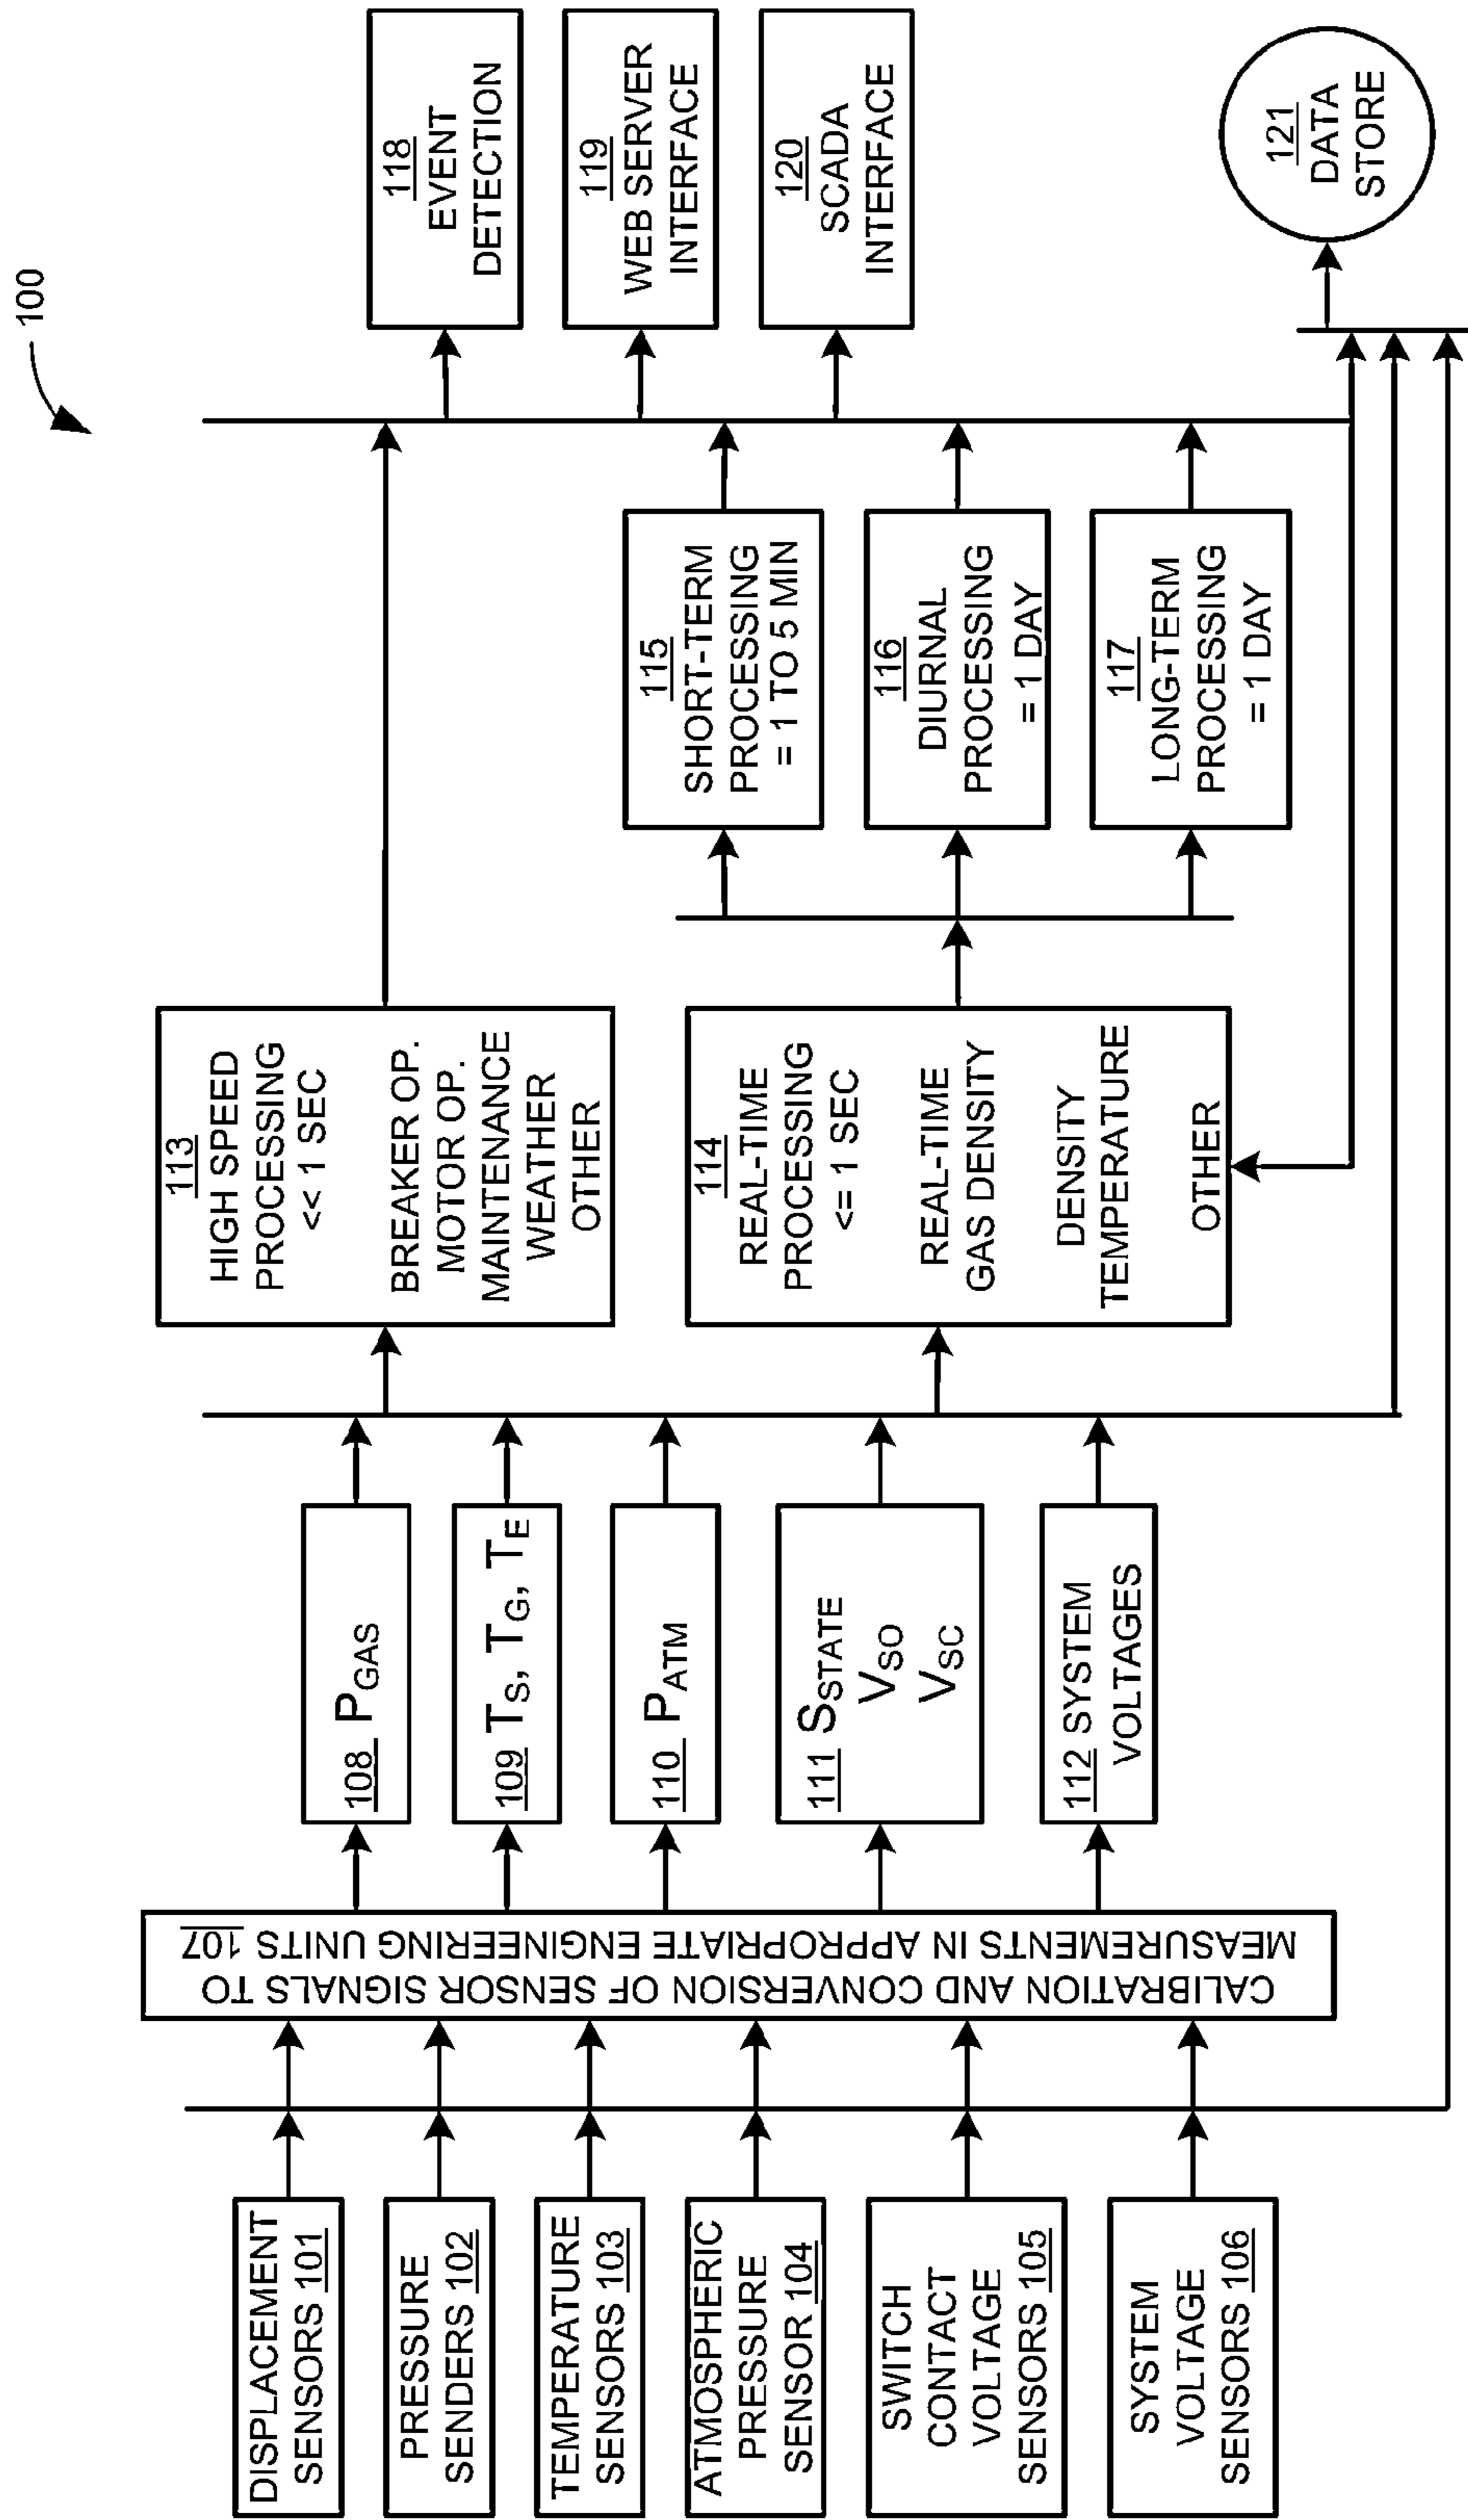 100
DISPLACEMENT
SENSORS 101
PRESSURE
SENDERS 102
TEMPERATURE
SENSORS 103
ATMOSPHERIC
PRESSURE
SENSOR 104
SWITCH
CONTACT
VOLTAGE
SENSORS 105
SYSTEM
VOLTAGE
SENSORS 106
CALIBRATION AND CONVERSION OF SENSOR SIGNALS TO
MEASUREMENTS IN APPROPRIATE ENGINEERING UNITS 107
108 PGAS
109 TS, TG, TE
110 PATM
111 SSTATE
VSO
VSC
112 SYSTEM
VOLTAGES
113
HIGH SPEED
PROCESSING
<< 1 SEC
BREAKER OP.
MOTOR OP.
MAINTENANCE
WEATHER
OTHER
114
REAL-TIME
PROCESSING
<= 1 SEC
REAL-TIME
GAS DENSITY
DENSITY
TEMPERATURE
OTHER
115
SHORT-TERM
PROCESSING
= 1 TO 5 MIN
116
DIURNAL
PROCESSING
= 1 DAY
117
LONG-TERM
PROCESSING
= 1 DAY
118
EVENT
DETECTION
119
WEB SERVER
INTERFACE
120
SCADA
INTERFACE
121
DATA
STORE